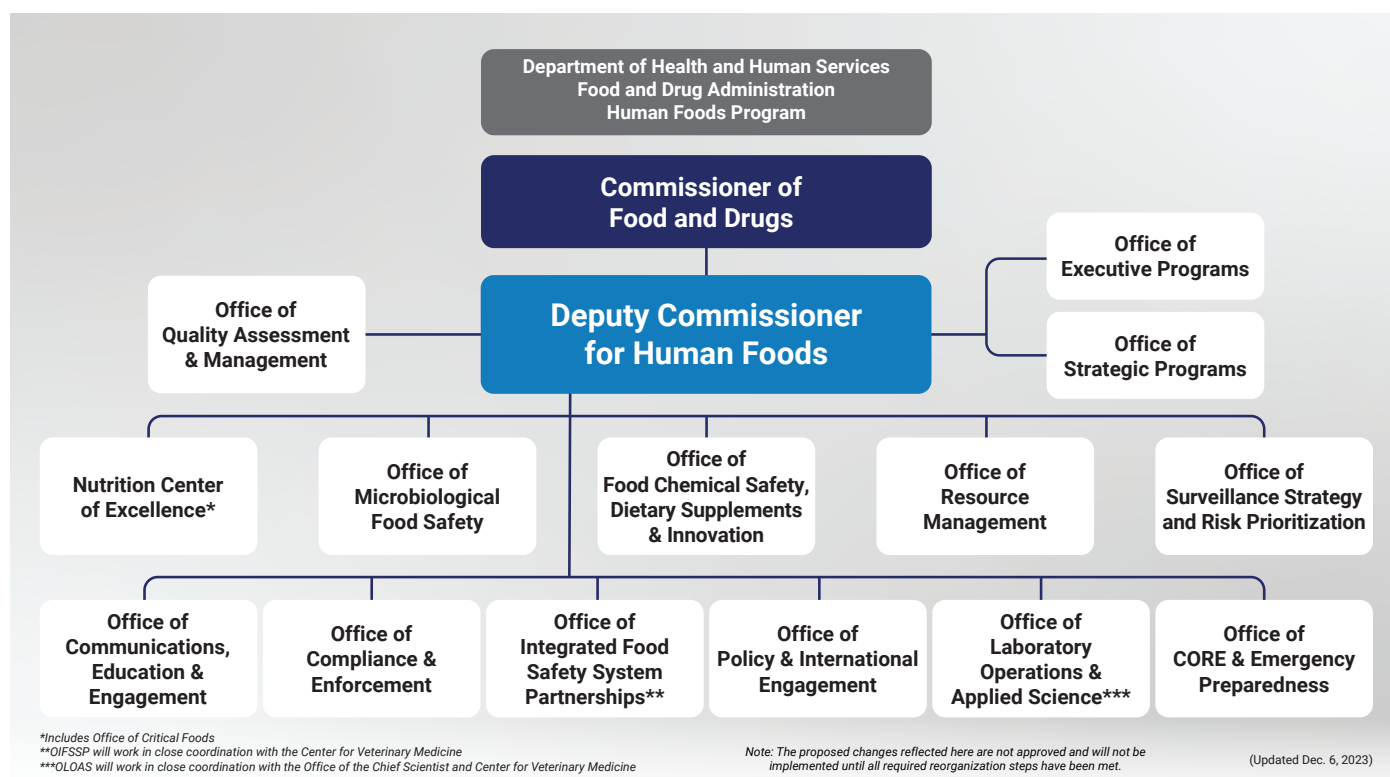 Department of Health and Human Services
Food and Drug Administration
Human Foods Program
Commissioner of
Food and Drugs
Office of
Executive Programs
Office of
Quality Assessment
& Management
Deputy Commissioner
for Human Foods
Office of
Strategic Programs
Nutrition Center
of Excellence*
Office of
Microbiological
Food Safety
Office of
Food Chemical Safety,
Dietary Supplements
& Innovation
Office of
Resource
Management
Office of
Surveillance Strategy
and Risk Prioritization
Office of
Communications,
Education &
Engagement
Office of
Compliance &
Enforcement
Office of
Integrated Food
Safety System
Partnerships**
Office of
Policy & International
Engagement
Office of
Laboratory
Operations &
Applied Science***
Office of
CORE & Emergency
Preparedness
*Includes Office of Critical Foods
**OIFSSP will work in close coordination with the Center for Veterinary Medicine
***OLOAS will work in close coordination with the Office of the Chief Scientist and Center for Veterinary Medicine
Note: The proposed changes reflected here are not approved and will not be
implemented until all required reorganization steps have been met.
(Updated Dec. 6, 2023)